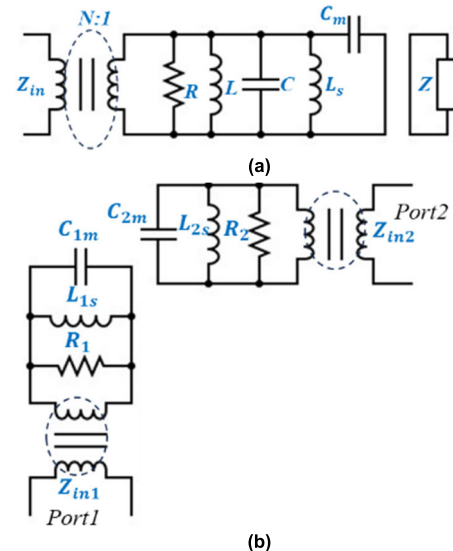 N:1
C_m
Z_in
R
L
C
L_s
Z
(a)
C_2m
L_2s
R_2
Port2
Z_in2
C_1m
L_1s
R_1
Z_in1
Port1
(b)